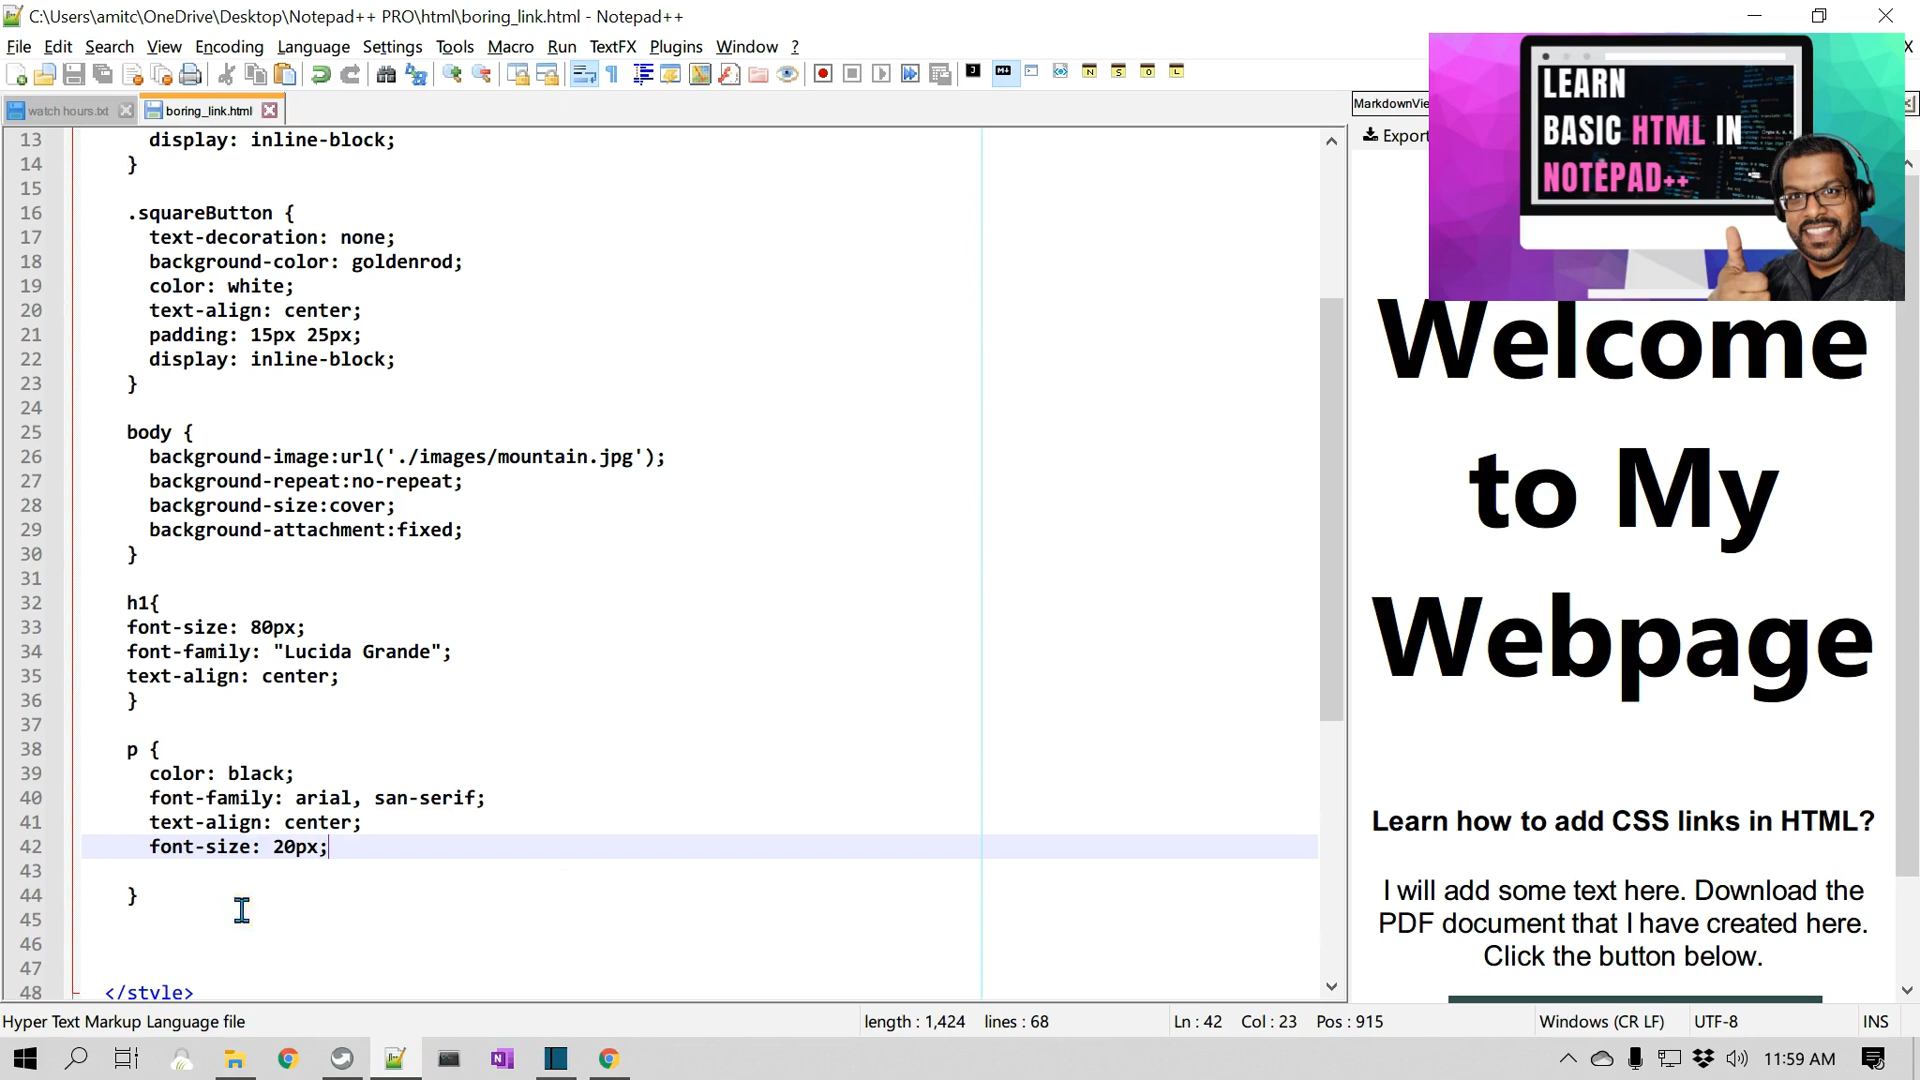 C:\Users\amitc\OneDrive\Desktop\Notepad++ PRO\html\boring_link.html - Notepad++
File Edit Search View Encoding Language Settings Tools Macro Run TextFX Plugins Window ?
X
watch hours.txt
boring_link.html
MarkdownVie
Export
LEARN
BASIC HTML IN
NOTEPAD++
13 display: inline-block;
14 }
15
16 .squareButton {
17 text-decoration: none;
18 background-color: goldenrod;
19 color: white;
20 text-align: center;
21 padding: 15px 25px;
22 display: inline-block;
23 }
24
25 body {
26 background-image:url('./images/mountain.jpg');
27 background-repeat:no-repeat;
28 background-size:cover;
29 background-attachment:fixed;
30 }
31
32 h1{
33 font-size: 80px;
34 font-family: "Lucida Grande";
35 text-align: center;
36 }
37
38 p {
39 color: black;
40 font-family: arial, san-serif;
41 text-align: center;
42 font-size: 20px;
43
44 }
45
46
47
48 </style>
Welcome
to My
Webpage
Learn how to add CSS links in HTML?
I will add some text here. Download the
PDF document that I have created here.
Click the button below.
Hyper Text Markup Language file
length : 1,424 lines : 68
Ln : 42 Col : 23 Pos : 915
Windows (CR LF)
UTF-8
INS
11:59 AM